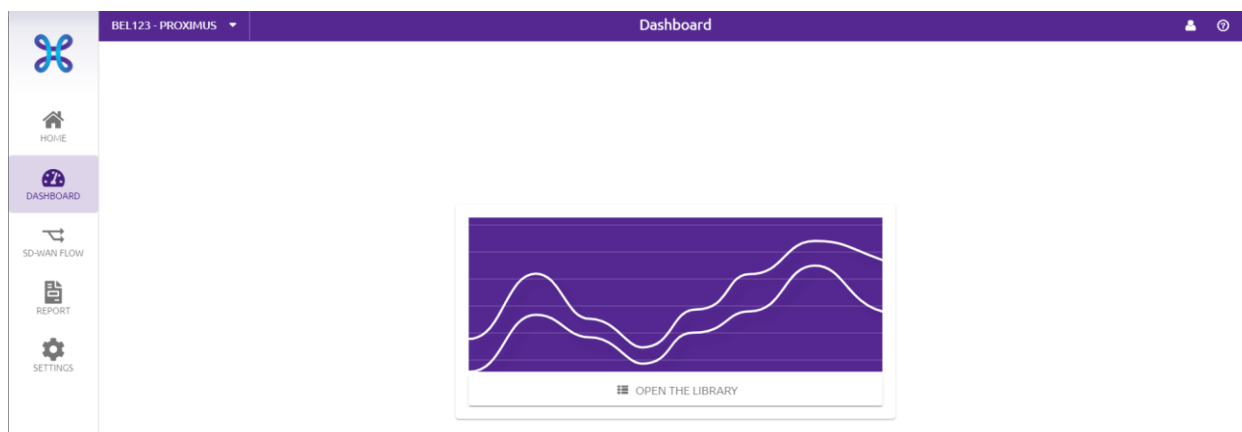 BEL123 - PROXIMUS
Dashboard
HOME
DASHBOARD
SD-WAN FLOW
REPORT
SETTINGS
OPEN THE LIBRARY